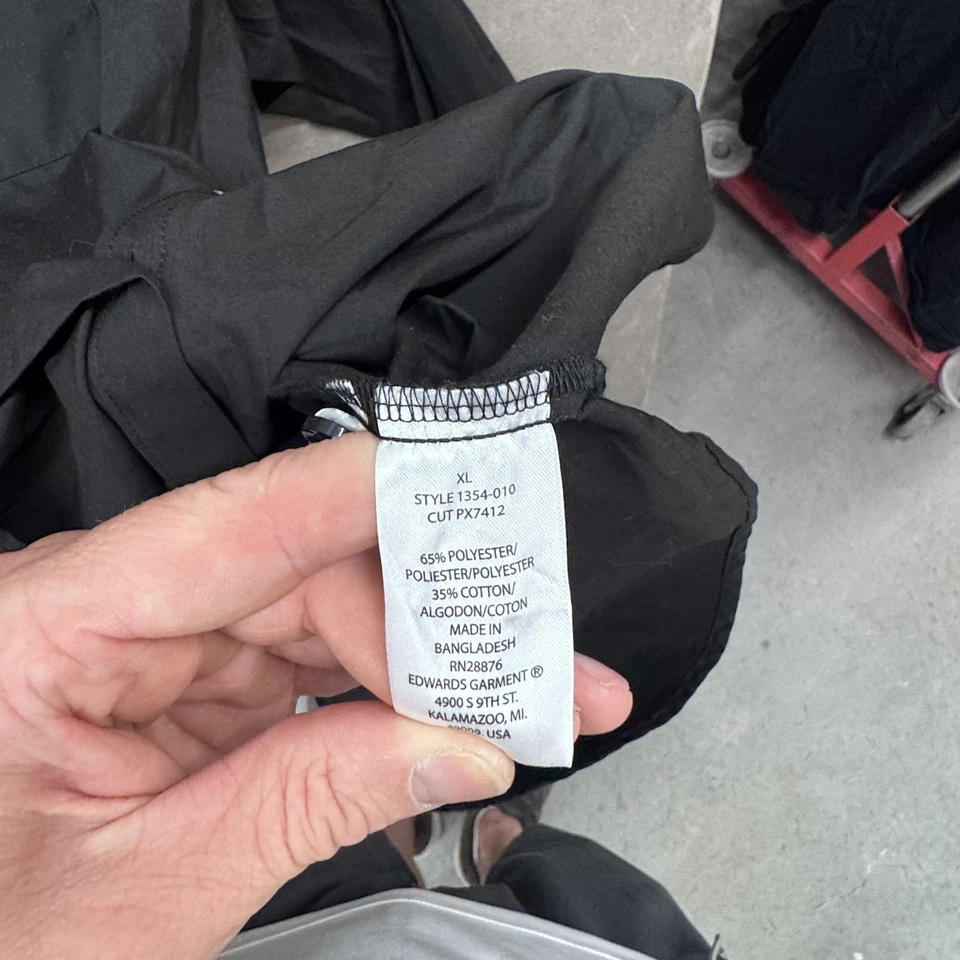 XL
STYLE 1354-010
CUT PX7412
65% POLYESTER/
POLIESTER/POLYESTER
35% COTTON/
ALGODON/COTON
MADE IN
BANGLADESH
RN28876
EDWARDS GARMENT ®
4900 S 9TH ST.
KALAMAZOO, MI.
USA